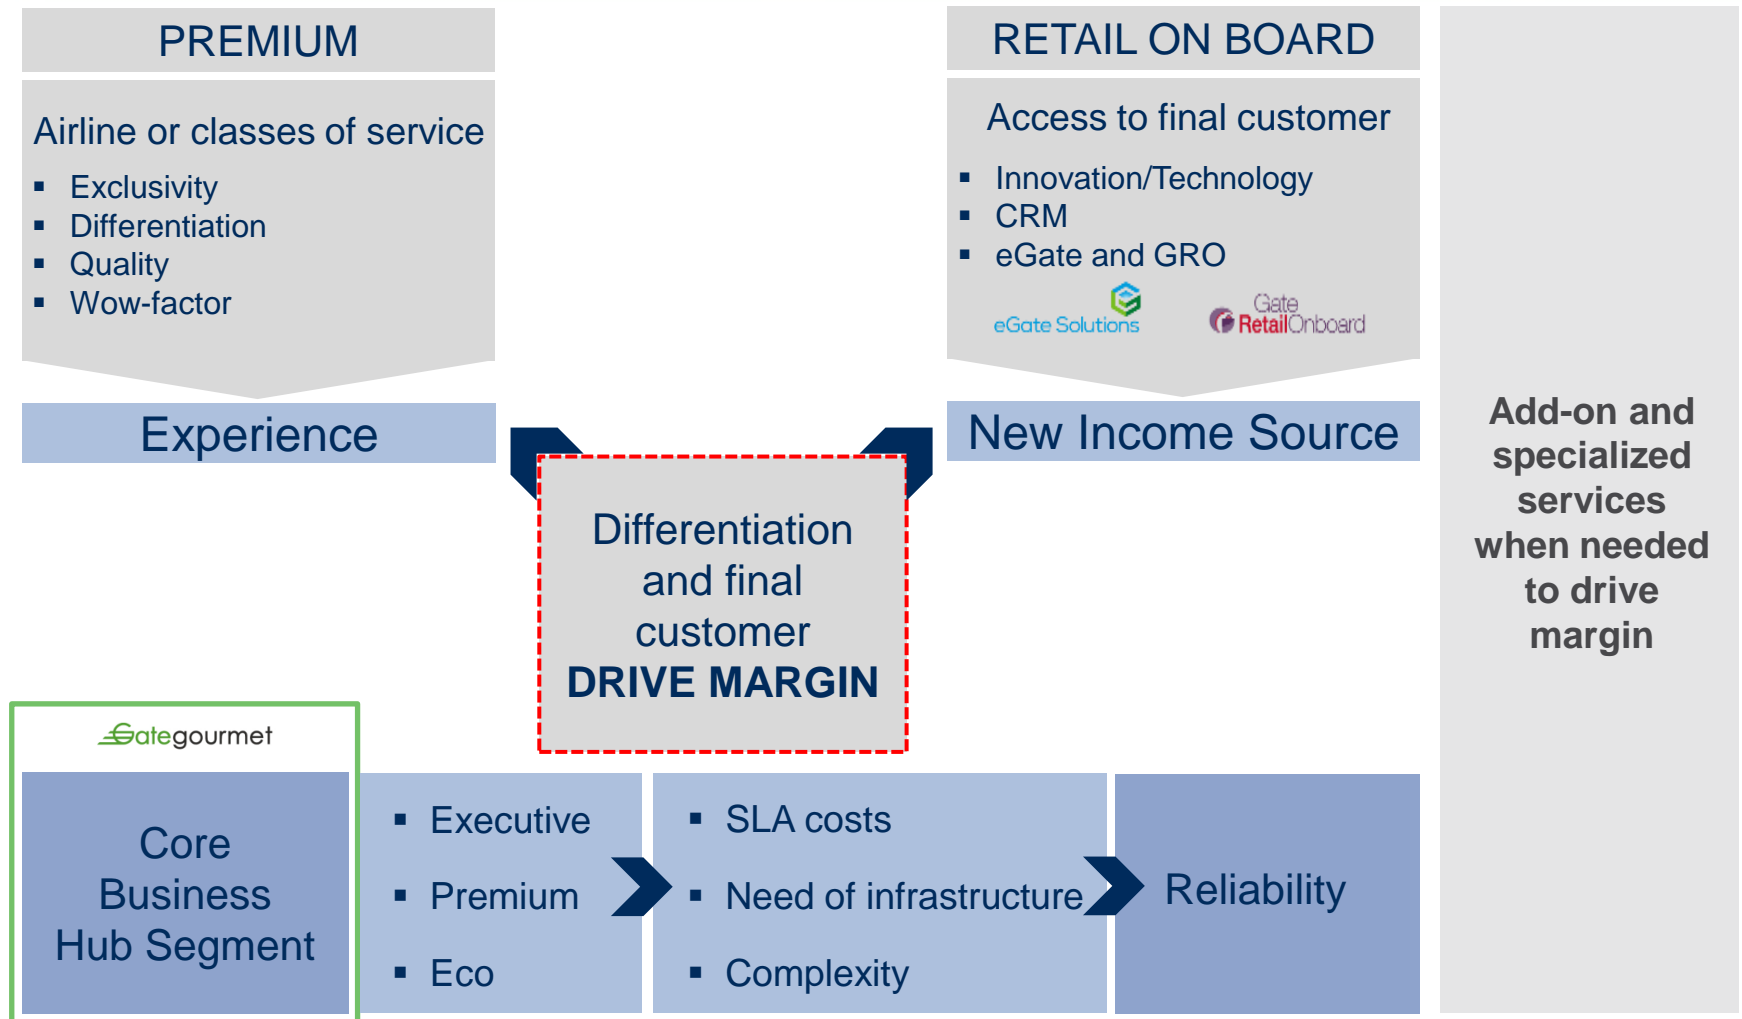 PREMIUM
Airline or classes of service
▪ Exclusivity
▪ Differentiation
▪ Quality
▪ Wow-factor
Experience
RETAIL ON BOARD
Access to final customer
▪ Innovation/Technology
▪ CRM
▪ eGate and GRO
eGate Solutions
Gate
RetailOnboard
New Income Source
Differentiation
and final
customer
DRIVE MARGIN
Add-on and
specialized
services
when needed
to drive
margin
Gategourmet
Core
Business
Hub Segment
▪ Executive
▪ Premium
▪ Eco
▪ SLA costs
▪ Need of infrastructure
▪ Complexity
Reliability